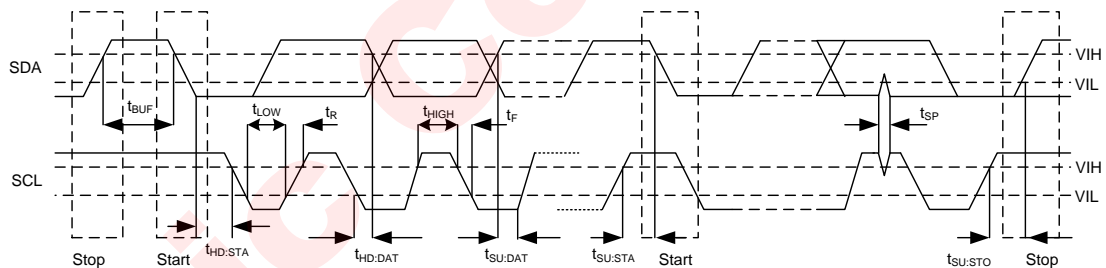 SDA
VIH
VIL
tBUF
tLOW
tR
tHIGH
tF
tSP
SCL
VIH
VIL
tHD:STA
tHD:DAT
tSU:DAT
tSU:STA
tSU:STO
Stop
Start
Start
Stop